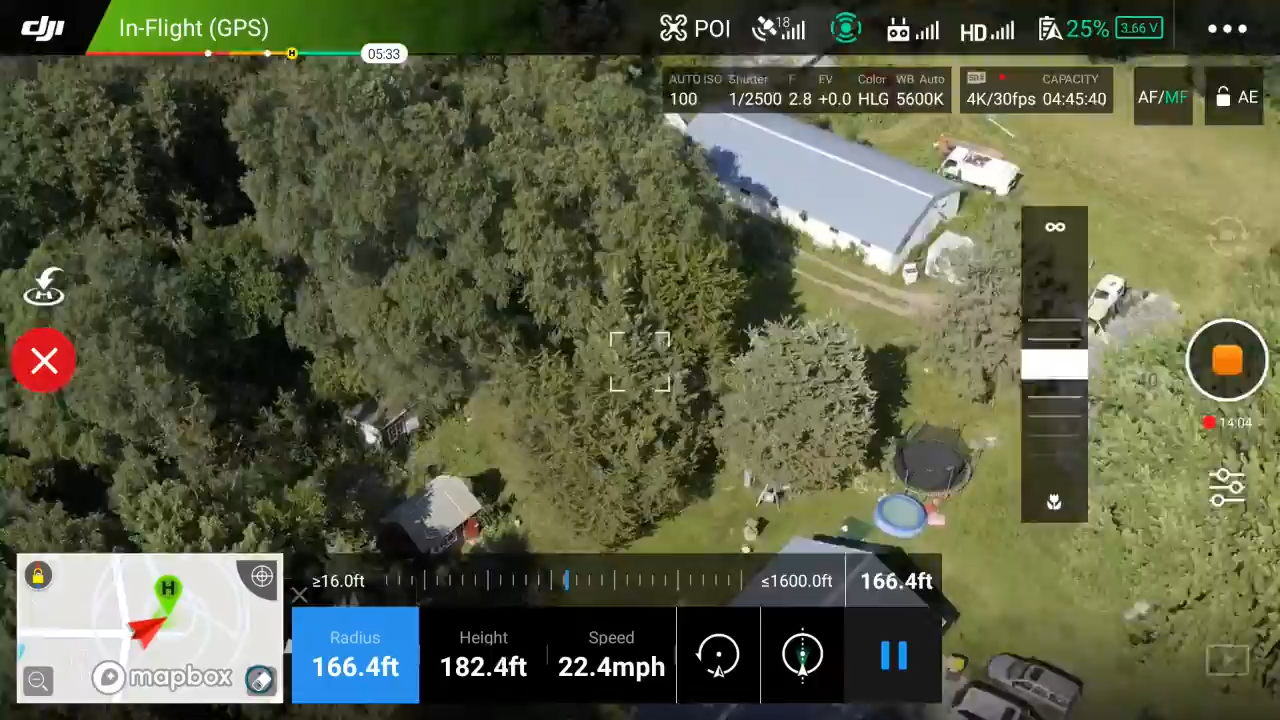 dji In-Flight (GPS) POI 18 HD 25% 3.66 V
H 05:33
AUTO ISO Shutter F EV Color WB Auto CAPACITY
100 1/2500 2.8 +0.0 HLG 5600K 4K/30fps 04:45:40 AF/MF AE
∞
H
14:04
H
≥16.0ft ≤1600.0ft 166.4ft
Radius Height Speed
166.4ft 182.4ft 22.4mph
mapbox